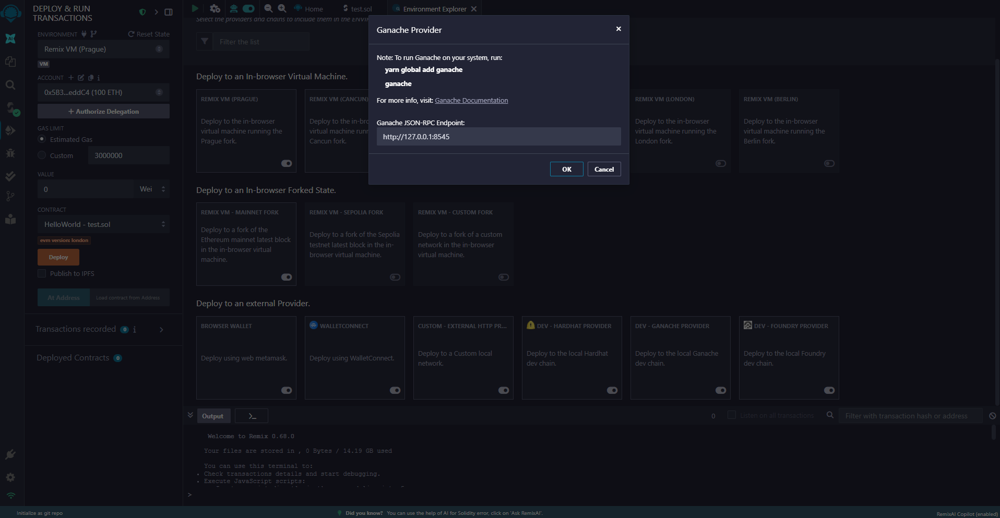 DEPLOY & RUN
TRANSACTIONS
ENVIRONMENT
Reset State
Remix VM (Prague)
VM
ACCOUNT
0x5B3...eddC4 (100 ETH)
Authorize Delegation
GAS LIMIT
Estimated Gas
Custom
3000000
VALUE
0
Wei
CONTRACT
HelloWorld - test.sol
evm version: london
Deploy
Publish to IPFS
At Address
Load contract from Address
Transactions recorded 0
Deployed Contracts 0
Home
test.sol
Environment Explorer
Select the providers and chains to include them in the
Filter the list
Ganache Provider
Note: To run Ganache on your system, run:
yarn global add ganache
ganache
For more info, visit: Ganache Documentation
Ganache JSON-RPC Endpoint:
http://127.0.0.1:8545
OK
Cancel
Deploy to an In-browser Virtual Machine.
REMIX VM (PRAGUE)
Deploy to the in-browser
virtual machine running the
Prague fork.
REMIX VM (CANCUN)
Deploy to the in-
virtual machine
Cancun fork.
REMIX VM (LONDON)
Deploy to the in-browser
virtual machine running the
London fork.
REMIX VM (BERLIN)
Deploy to the in-browser
virtual machine running the
Berlin fork.
Deploy to an In-browser Forked State.
REMIX VM - MAINNET FORK
Deploy to a fork of the
Ethereum mainnet latest block
in the in-browser virtual
machine.
REMIX VM - SEPOLIA FORK
Deploy to a fork of the Sepolia
testnet latest block in the in-
browser virtual machine.
REMIX VM - CUSTOM FORK
Deploy to a fork of a custom
network in the in-browser
virtual machine.
Deploy to an external Provider.
BROWSER WALLET
Deploy using web metamask.
WALLETCONNECT
Deploy using WalletConnect.
CUSTOM - EXTERNAL HTTP PR...
Deploy to a Custom local
network.
DEV - HARDHAT PROVIDER
Deploy to the local Hardhat
dev chain.
DEV - GANACHE PROVIDER
Deploy to the local Ganache
dev chain.
DEV - FOUNDRY PROVIDER
Deploy to the local Foundry
dev chain.
Output
0
Listen on all transactions
Filter with transaction hash or address
Welcome to Remix 0.68.0
Your files are stored in , 0 Bytes / 14.19 GB used
You can use this terminal to:
• Check transactions details and start debugging.
• Execute JavaScript scripts:
>
Initialize as git repo
Did you know? You can use the help of AI for Solidity error, click on 'Ask RemixAI'.
RemixAI Copilot (enabled)